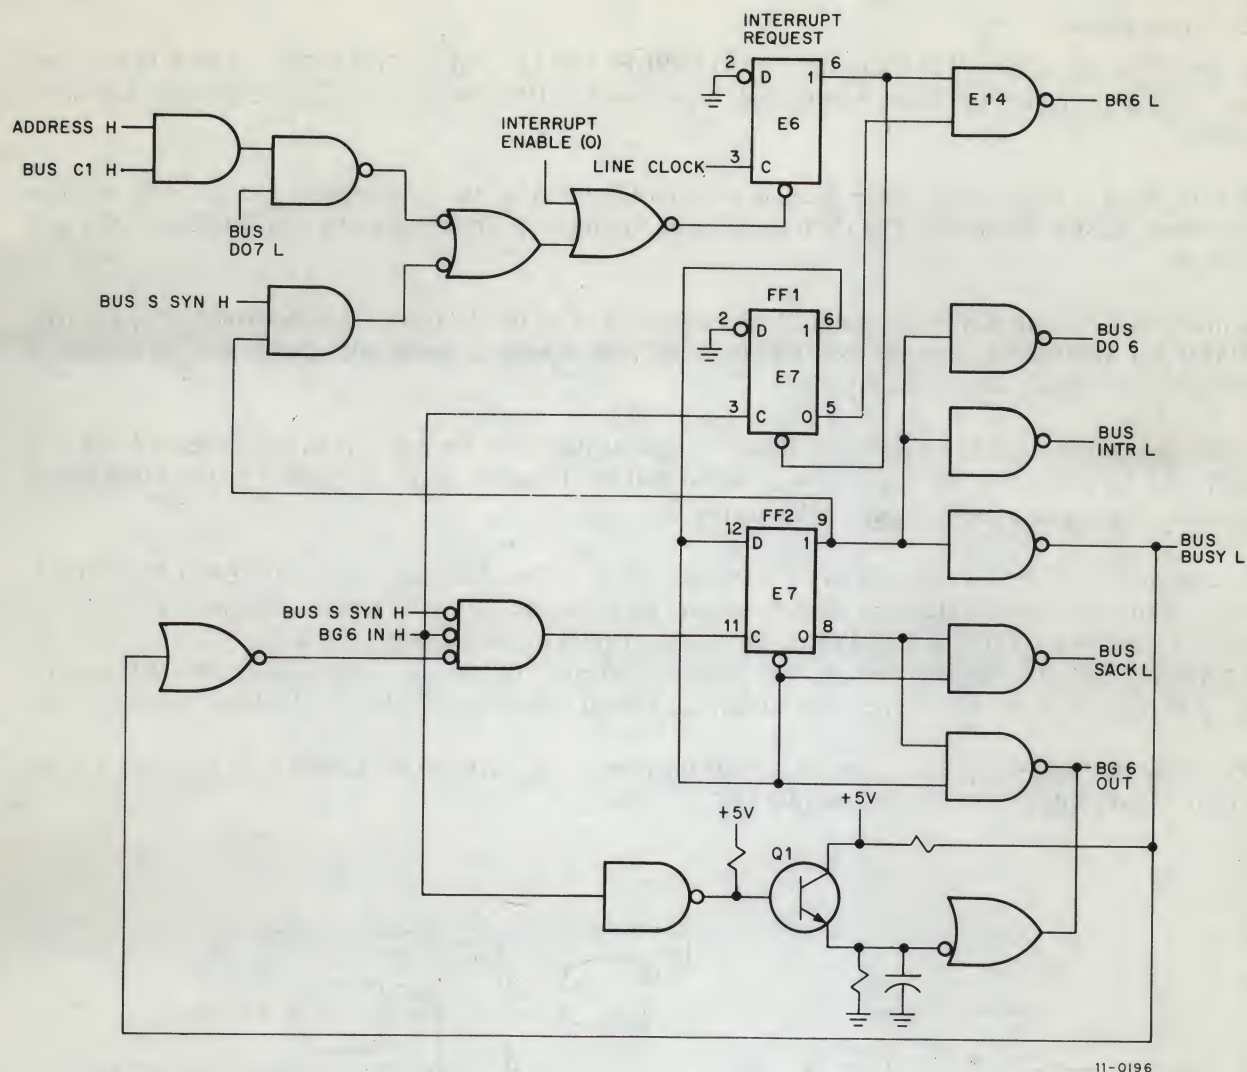 INTERRUPT
REQUEST
2
D
1
6
E6
3
C
E14
BR6 L
ADDRESS H
BUS C1 H
BUS
DO7 L
INTERRUPT
ENABLE (0)
LINE CLOCK
BUS S SYN H
FF1
2
D
1
6
E7
3
C
0
5
BUS
DO 6
BUS
INTR L
FF2
12
D
1
9
E7
11
C
0
8
BUS
BUSY L
BUS S SYN H
BG6 IN H
BUS
SACK L
BG 6
OUT
+5V
+5V
Q1
11-0196